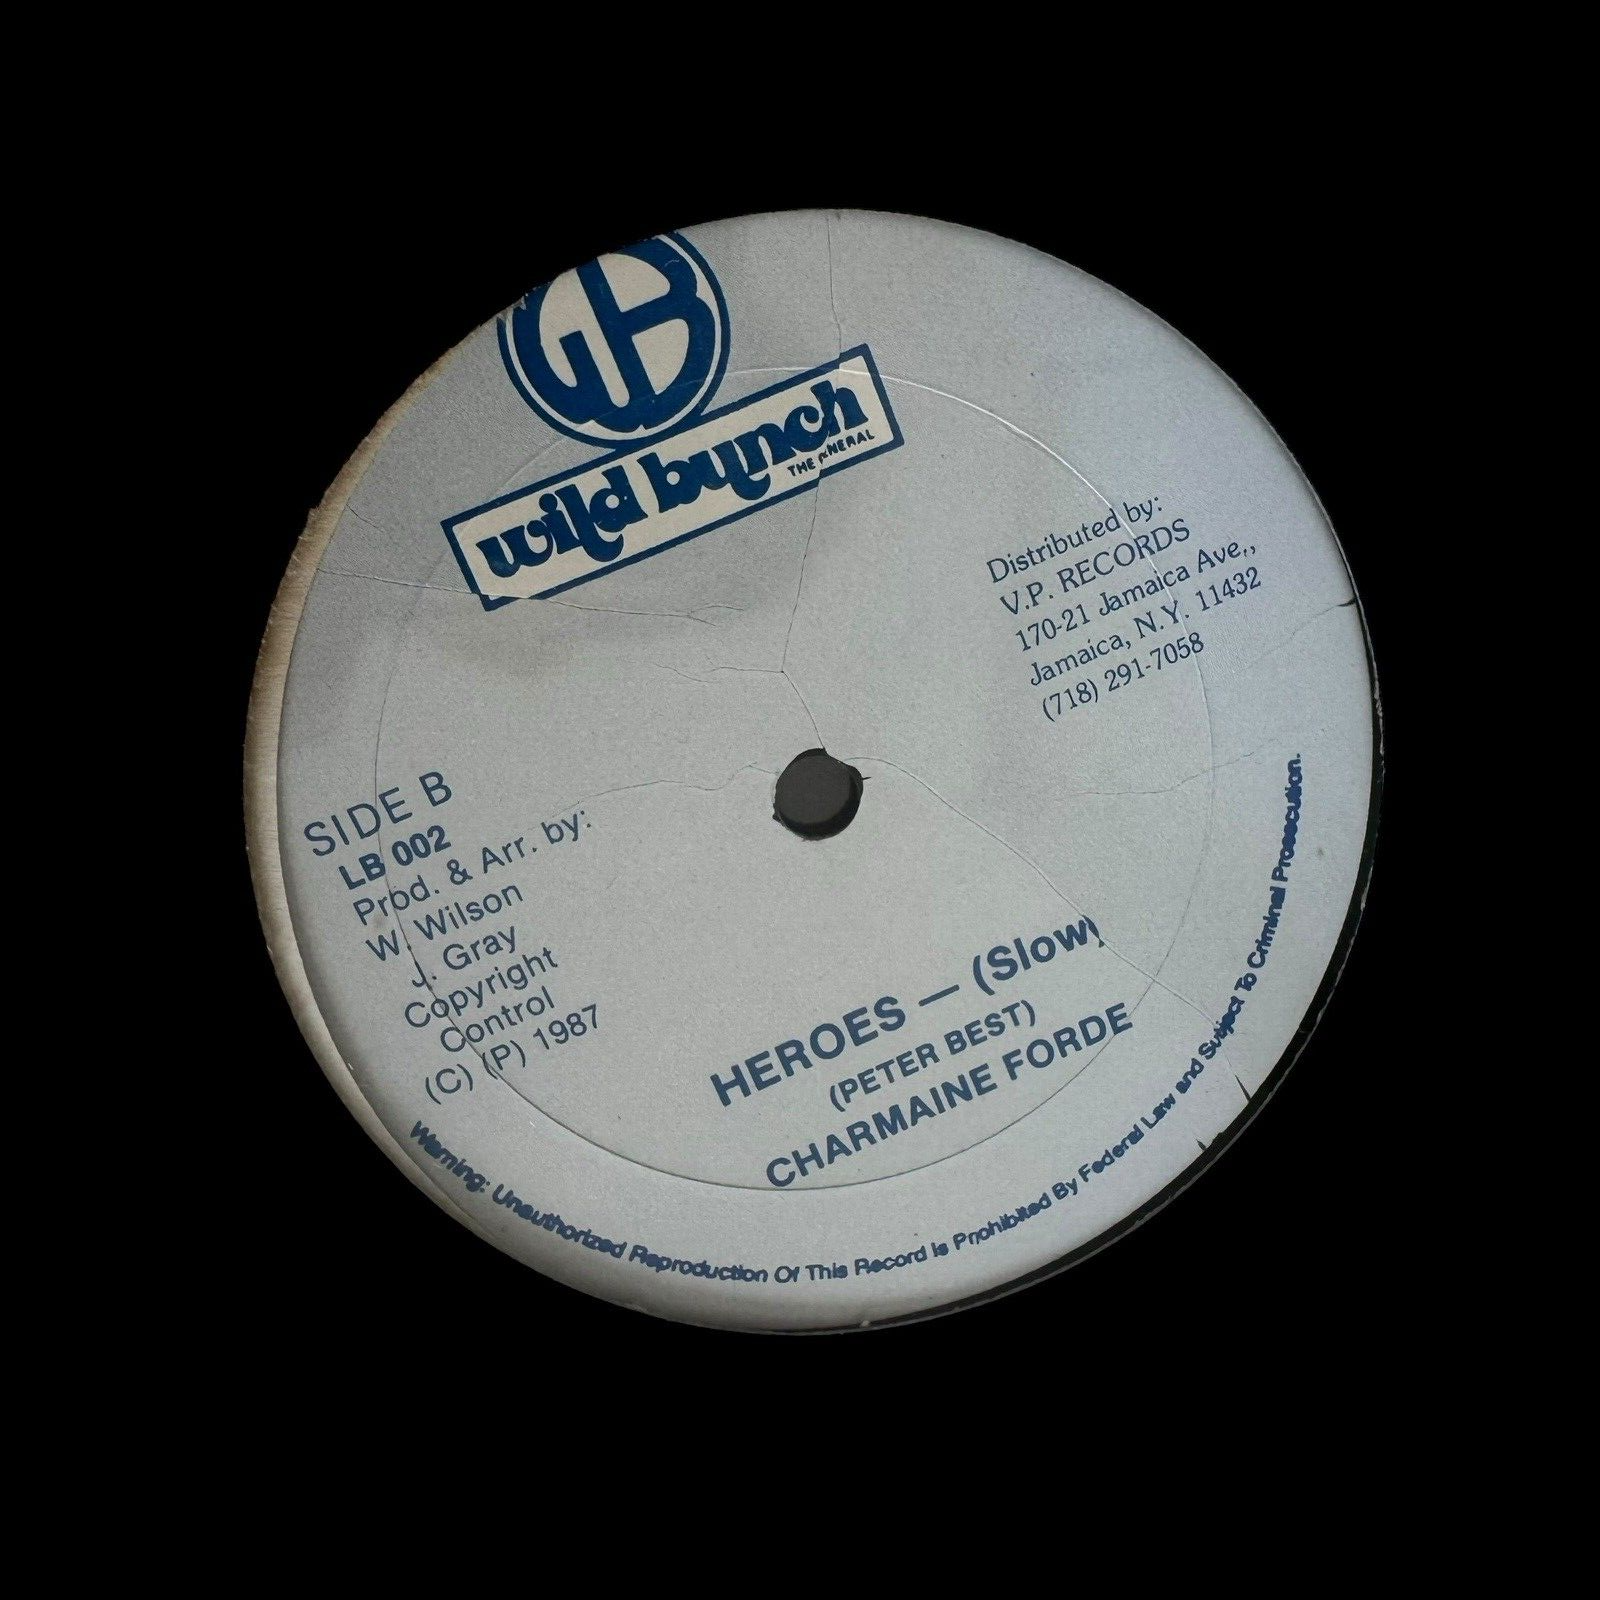 wild bunch
THE GENERAL
Distributed by:
V.P. RECORDS
170-21 Jamaica Ave.,
Jamaica, N.Y. 11432
(718) 291-7058
SIDE B
LB 002
Prod. & Arr. by:
W. Wilson
J. Gray
Copyright
Control
(C) (P) 1987
HEROES — (Slow)
(PETER BEST)
CHARMAINE FORDE
Warning: Unauthorized Reproduction Of This Record Is Prohibited By Federal Law and Subject To Criminal Prosecution.